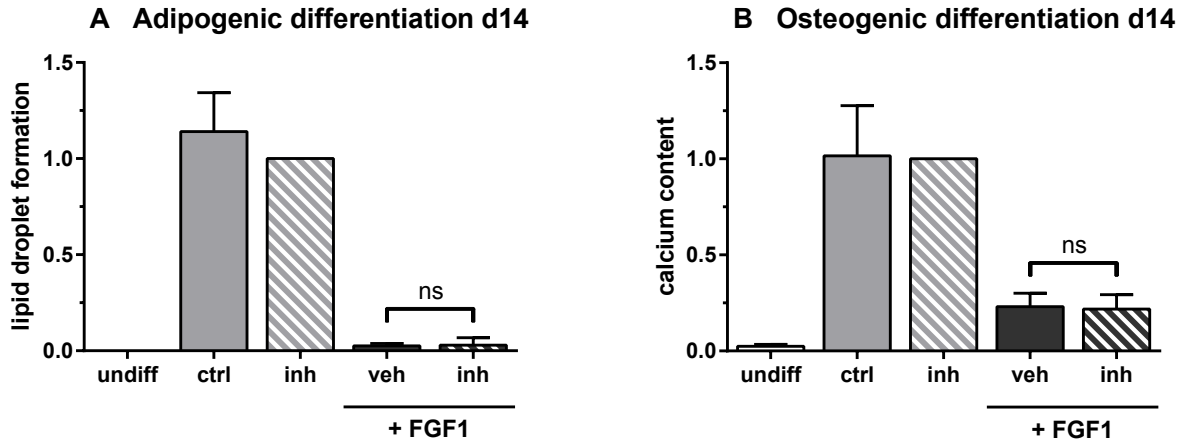 A Adipogenic differentiation d14
lipid droplet formation
1.5
1.0
0.5
0.0
undiff ctrl inh veh inh
ns
+ FGF1
B Osteogenic differentiation d14
calcium content
1.5
1.0
0.5
0.0
undiff ctrl inh veh inh
ns
+ FGF1